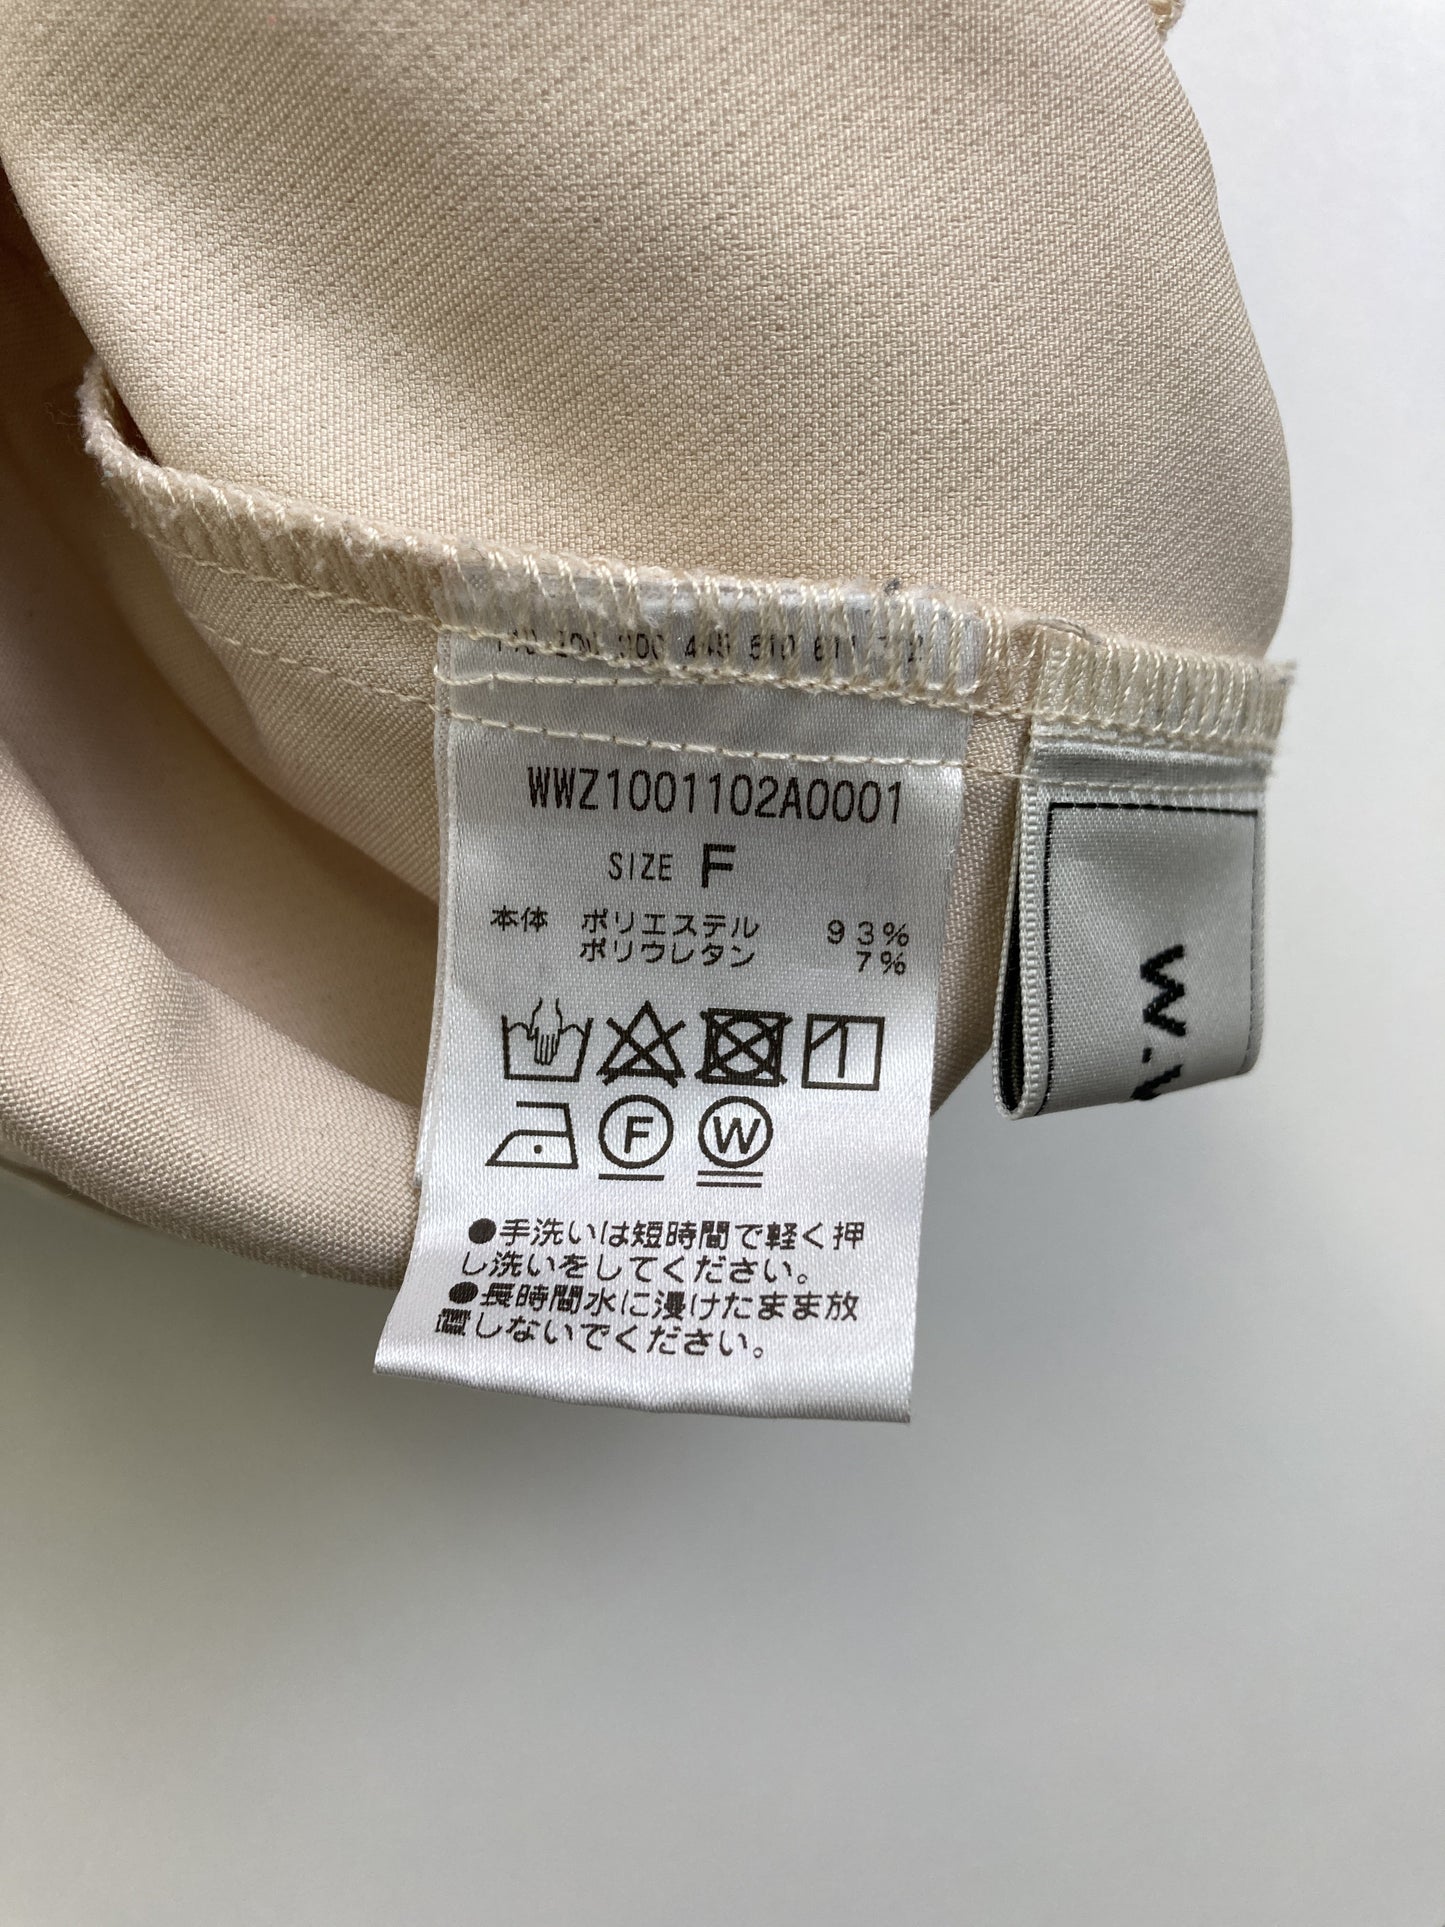 WWZ1001102A0001
SIZE F
本体 ポリエステル 93%
ポリウレタン 7%
F W
●手洗いは短時間で軽く押
し洗いをしてください。
●長時間水に浸けたまま放
置しないでください。
W.